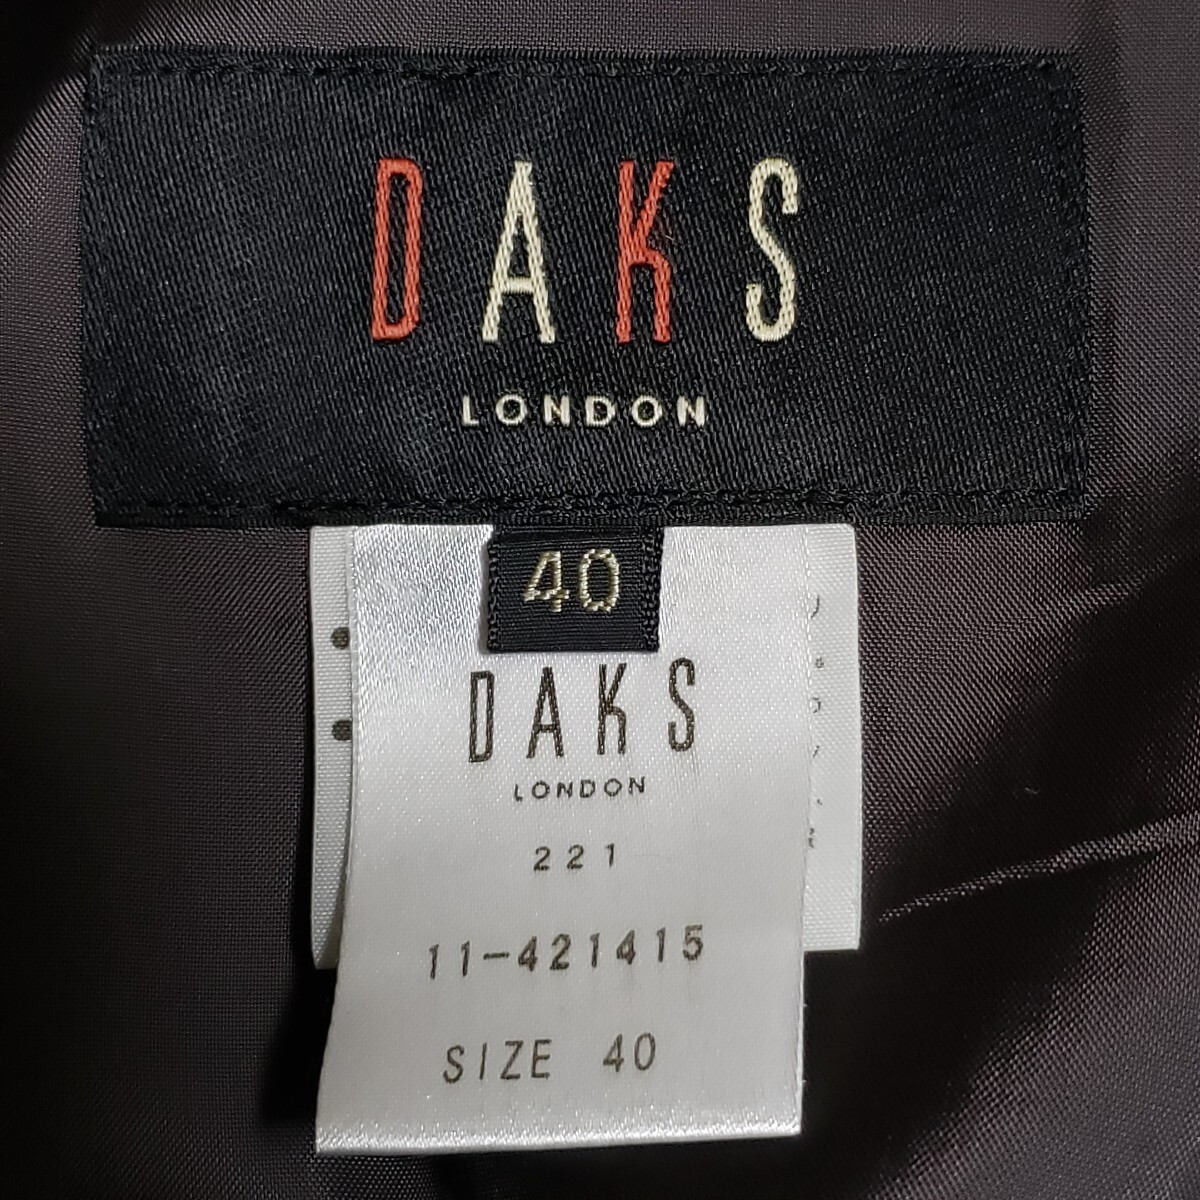 DAKS
LONDON
40
DAKS
LONDON
221
11-421415
SIZE 40